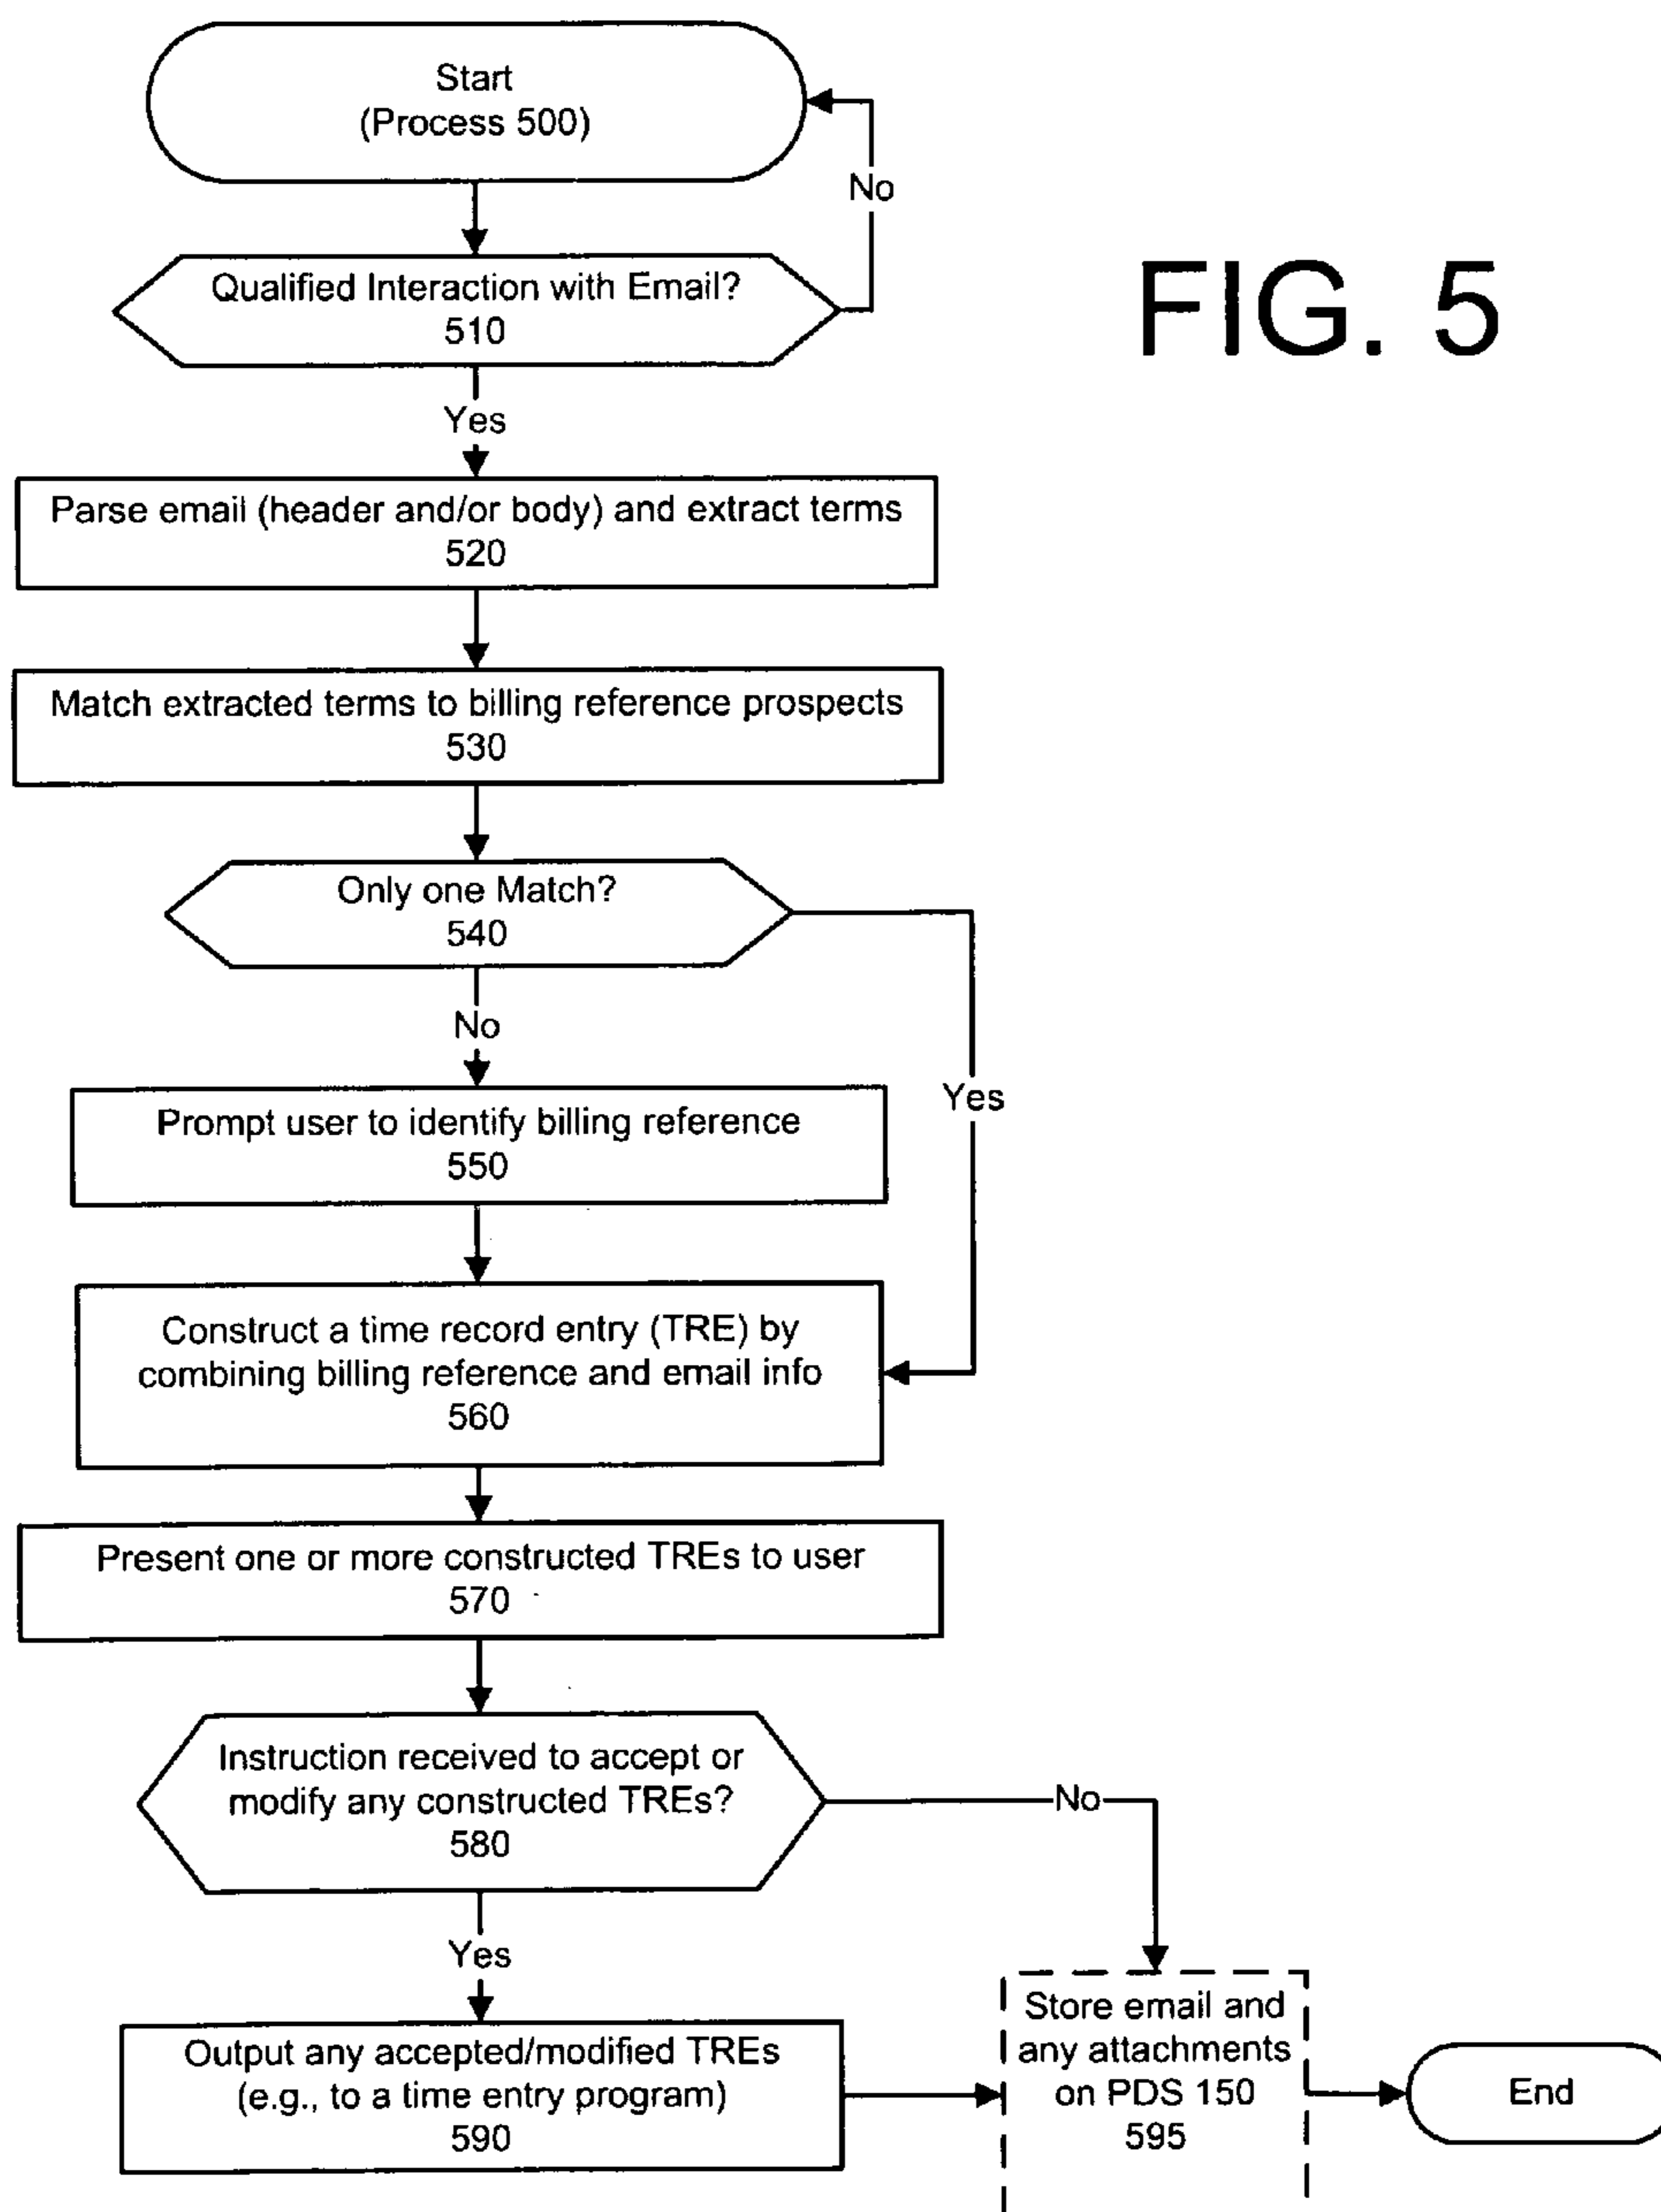 Start
(Process 500)
No
FIG. 5
Qualified Interaction with Email?
510
Yes
Parse email (header and/or body) and extract terms
520
Match extracted terms to billing reference prospects
530
Only one Match?
540
No
Yes
Prompt user to identify billing reference
550
Construct a time record entry (TRE) by
combining billing reference and email info
560
Present one or more constructed TREs to user
570
Instruction received to accept or
modify any constructed TREs?
580
No
Yes
Output any accepted/modified TREs
(e.g., to a time entry program)
590
Store email and
any attachments
on PDS 150
595
End